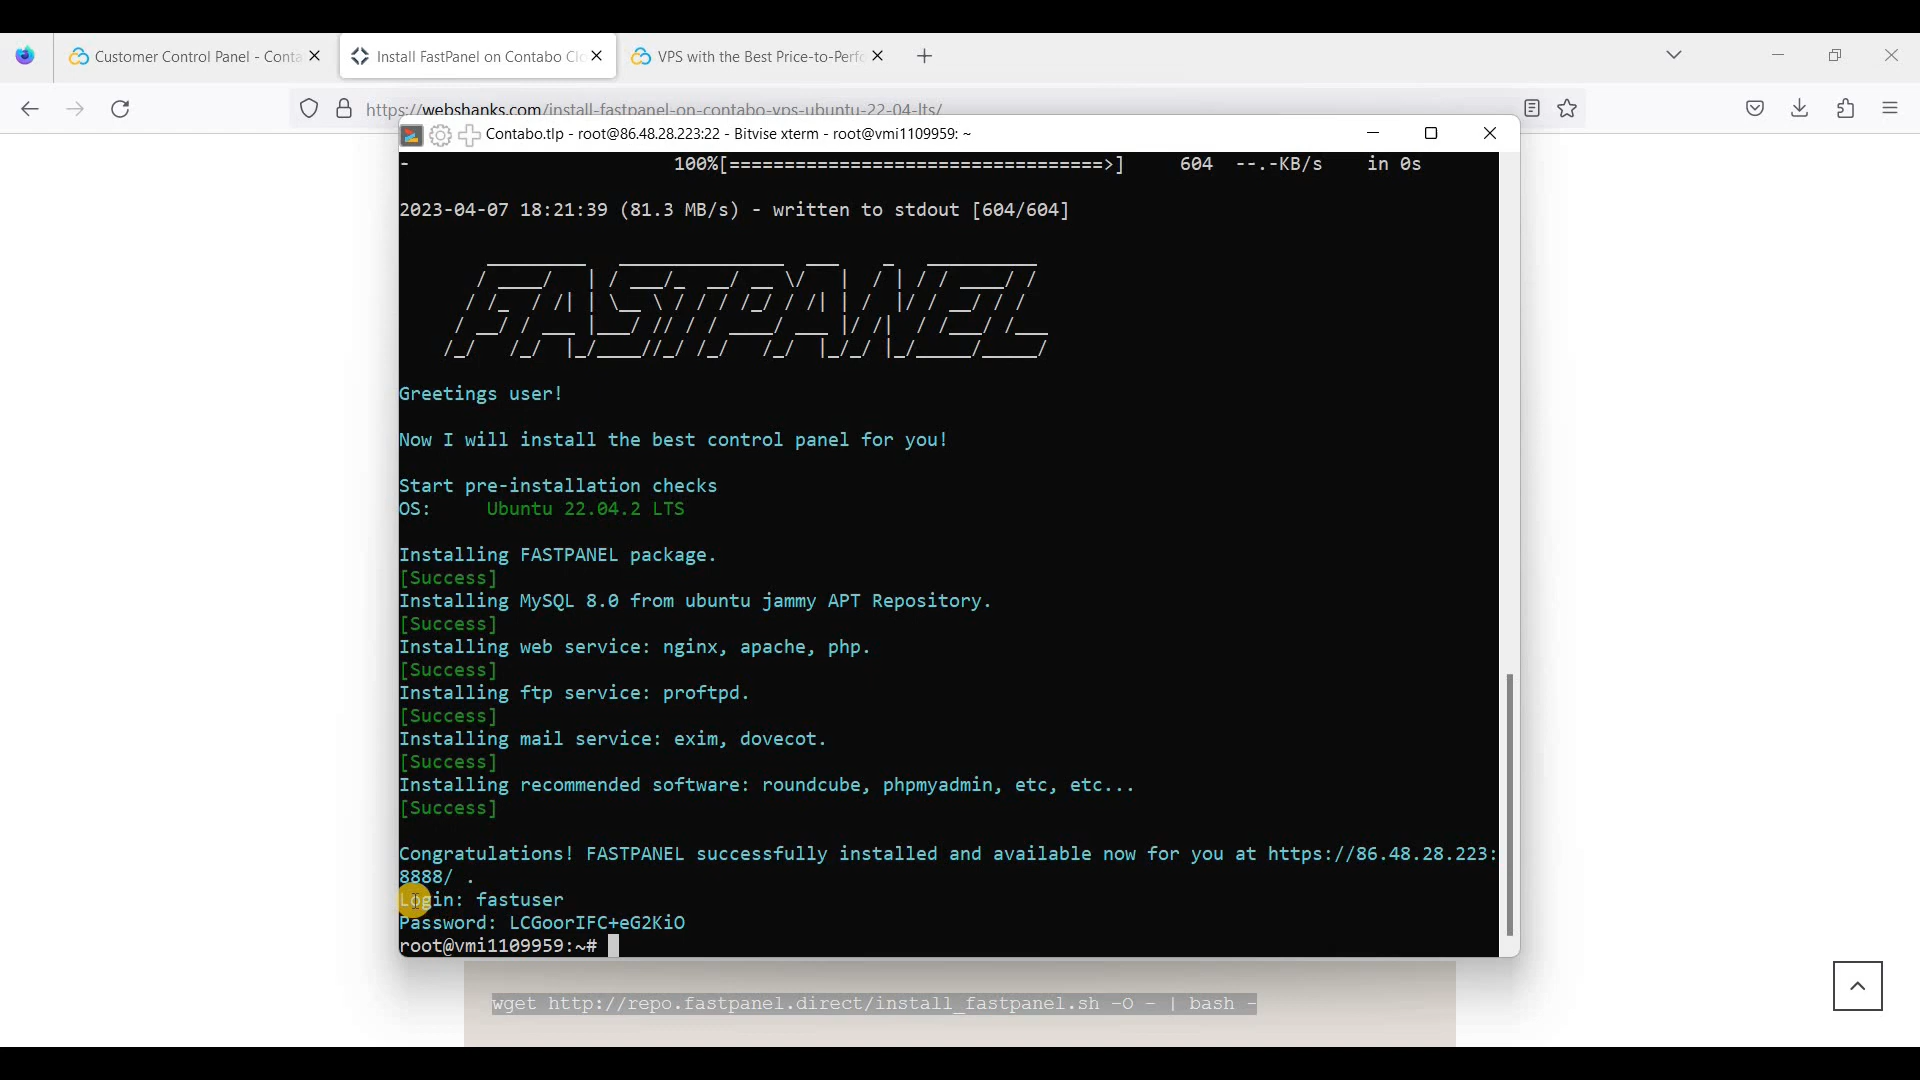 Customer Control Panel - Conta
Install FastPanel on Contabo Clo
VPS with the Best Price-to-Perfo
https://webshanks.com/install-fastpanel-on-contabo-vps-ubuntu-22-04-lts/
Contabo.tlp - root@86.48.28.223:22 - Bitvise xterm - root@vmi1109959: ~
- 100%[==================================>] 604 --.-KB/s in 0s
2023-04-07 18:21:39 (81.3 MB/s) - written to stdout [604/604]
FASTPANEL
Greetings user!
Now I will install the best control panel for you!
Start pre-installation checks
OS: Ubuntu 22.04.2 LTS
Installing FASTPANEL package.
[Success]
Installing MySQL 8.0 from ubuntu jammy APT Repository.
[Success]
Installing web service: nginx, apache, php.
[Success]
Installing ftp service: proftpd.
[Success]
Installing mail service: exim, dovecot.
[Success]
Installing recommended software: roundcube, phpmyadmin, etc, etc...
[Success]
Congratulations! FASTPANEL successfully installed and available now for you at https://86.48.28.223:
8888/ .
Login: fastuser
Password: LCGoorIFC+eG2KiO
root@vmi1109959:~#
wget http://repo.fastpanel.direct/install_fastpanel.sh -O - | bash -